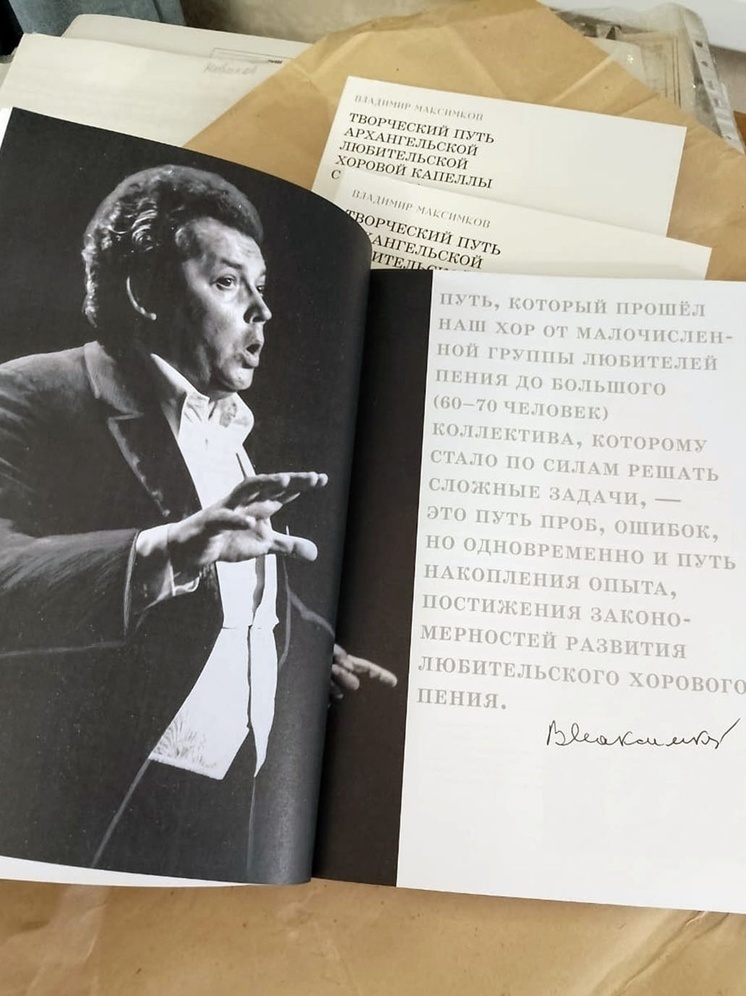 ВЛАДИМИР МАКСИМКОВ
ТВОРЧЕСКИЙ ПУТЬ
АРХАНГЕЛЬСКОЙ
ЛЮБИТЕЛЬСКОЙ
ХОРОВОЙ КАПЕЛЛЫ
С
ВЛАДИМИР МАКСИМКОВ
ТВОРЧЕСКИЙ ПУТЬ
ХАНГЕЛЬСКОЙ
ПУТЬ, КОТОРЫЙ ПРОШЁЛ
НАШ ХОР ОТ МАЛОЧИСЛЕН-
НОЙ ГРУППЫ ЛЮБИТЕЛЕЙ
ПЕНИЯ ДО БОЛЬШОГО
(60–70 ЧЕЛОВЕК)
КОЛЛЕКТИВА, КОТОРОМУ
СТАЛО ПО СИЛАМ РЕШАТЬ
СЛОЖНЫЕ ЗАДАЧИ, —
ЭТО ПУТЬ ПРОБ, ОШИБОК,
НО ОДНОВРЕМЕННО И ПУТЬ
НАКОПЛЕНИЯ ОПЫТА,
ПОСТИЖЕНИЯ ЗАКОНО-
МЕРНОСТЕЙ РАЗВИТИЯ
ЛЮБИТЕЛЬСКОГО ХОРОВОГО
ПЕНИЯ.